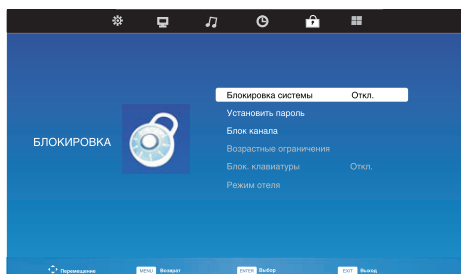 Блокировка системы Откл.
Установить пароль
Блок канала
БЛОКИРОВКА
Возрастные ограничения
Блок. клавиатуры Откл.
Режим отеля
Перемещение MENU Возврат ENTER Выбор EXIT Выход